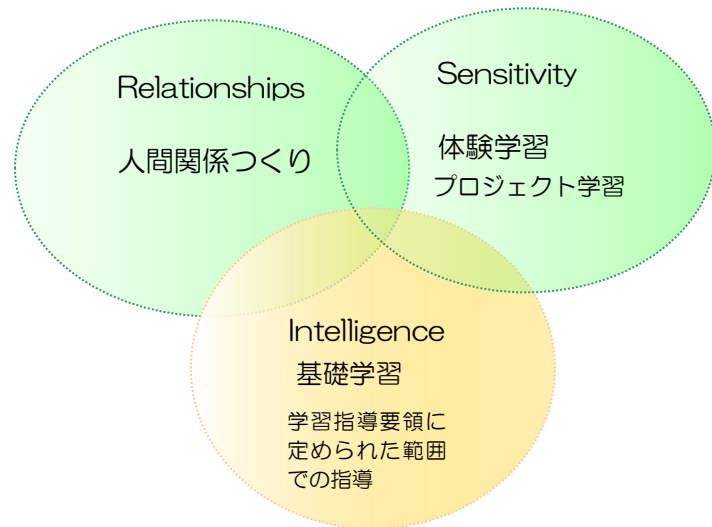 Relationships
人間関係つくり
Sensitivity
体験学習
プロジェクト学習
Intelligence
基礎学習
学習指導要領に
定められた範囲
での指導